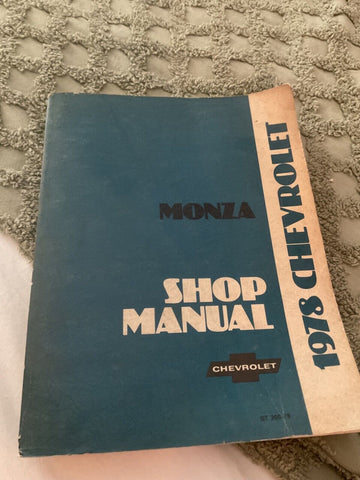 MONZA
SHOP
MANUAL
CHEVROLET
1978 CHEVROLET